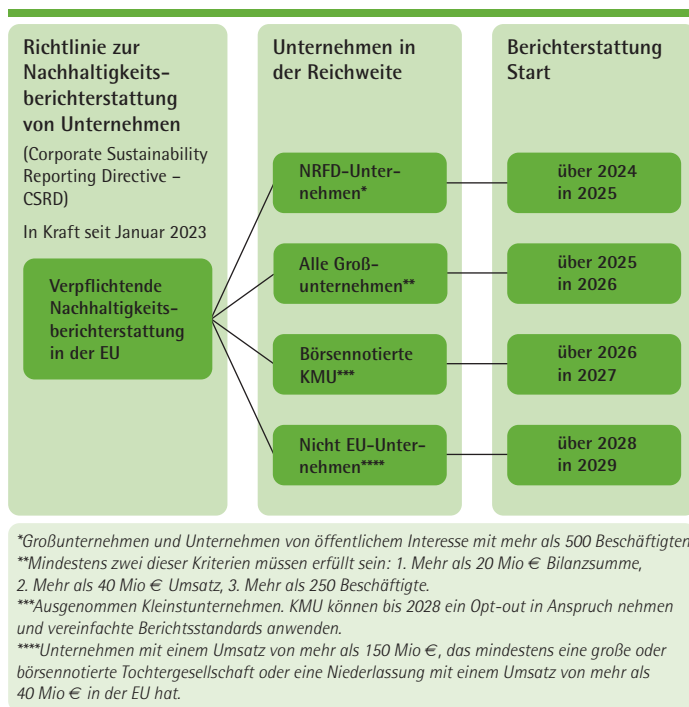 Richtlinie zur
Nachhaltigkeits-
berichterstattung
von Unternehmen
(Corporate Sustainability
Reporting Directive –
CSRD)
In Kraft seit Januar 2023
Verpflichtende
Nachhaltigkeits-
berichterstattung
in der EU
Unternehmen in
der Reichweite
NRFD-Unter-
nehmen*
Alle Groß-
unternehmen**
Börsennotierte
KMU***
Nicht EU-Unter-
nehmen****
Berichterstattung
Start
über 2024
in 2025
über 2025
in 2026
über 2026
in 2027
über 2028
in 2029
*Großunternehmen und Unternehmen von öffentlichem Interesse mit mehr als 500 Beschäftigten
**Mindestens zwei dieser Kriterien müssen erfüllt sein: 1. Mehr als 20 Mio € Bilanzsumme,
2. Mehr als 40 Mio € Umsatz, 3. Mehr als 250 Beschäftigte.
***Ausgenommen Kleinstunternehmen. KMU können bis 2028 ein Opt-out in Anspruch nehmen
und vereinfachte Berichtsstandards anwenden.
****Unternehmen mit einem Umsatz von mehr als 150 Mio €, das mindestens eine große oder
börsennotierte Tochtergesellschaft oder eine Niederlassung mit einem Umsatz von mehr als
40 Mio € in der EU hat.